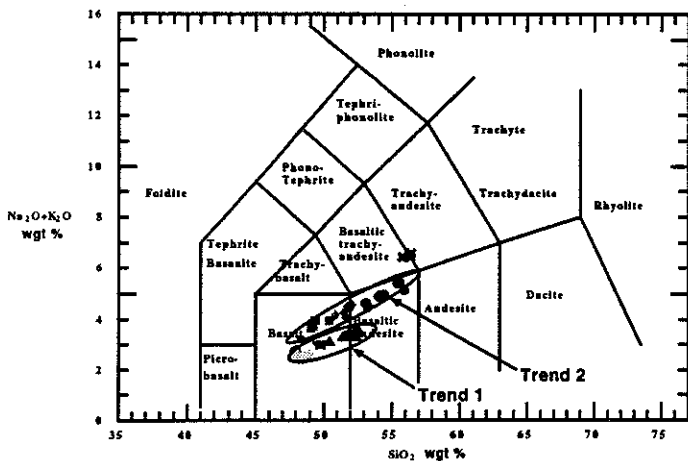 16
14
12
10
8
6
4
2
0
Na₂O+K₂O
wgt %
Phonolite
Tephri-
phonolite
Phono-
Tephrite
Foidite
Trachyte
Trachy-
andesite
Trachydacite
Rhyolite
Tephrite
Basanite
Basaltic
trachy-
andesite
Trachy-
basalt
Basalt
Basaltic
Andesite
Andesite
Dacite
Picro-
basalt
Trend 2
Trend 1
35 40 45 50 55 60 65 70 75
SiO₂ wgt %